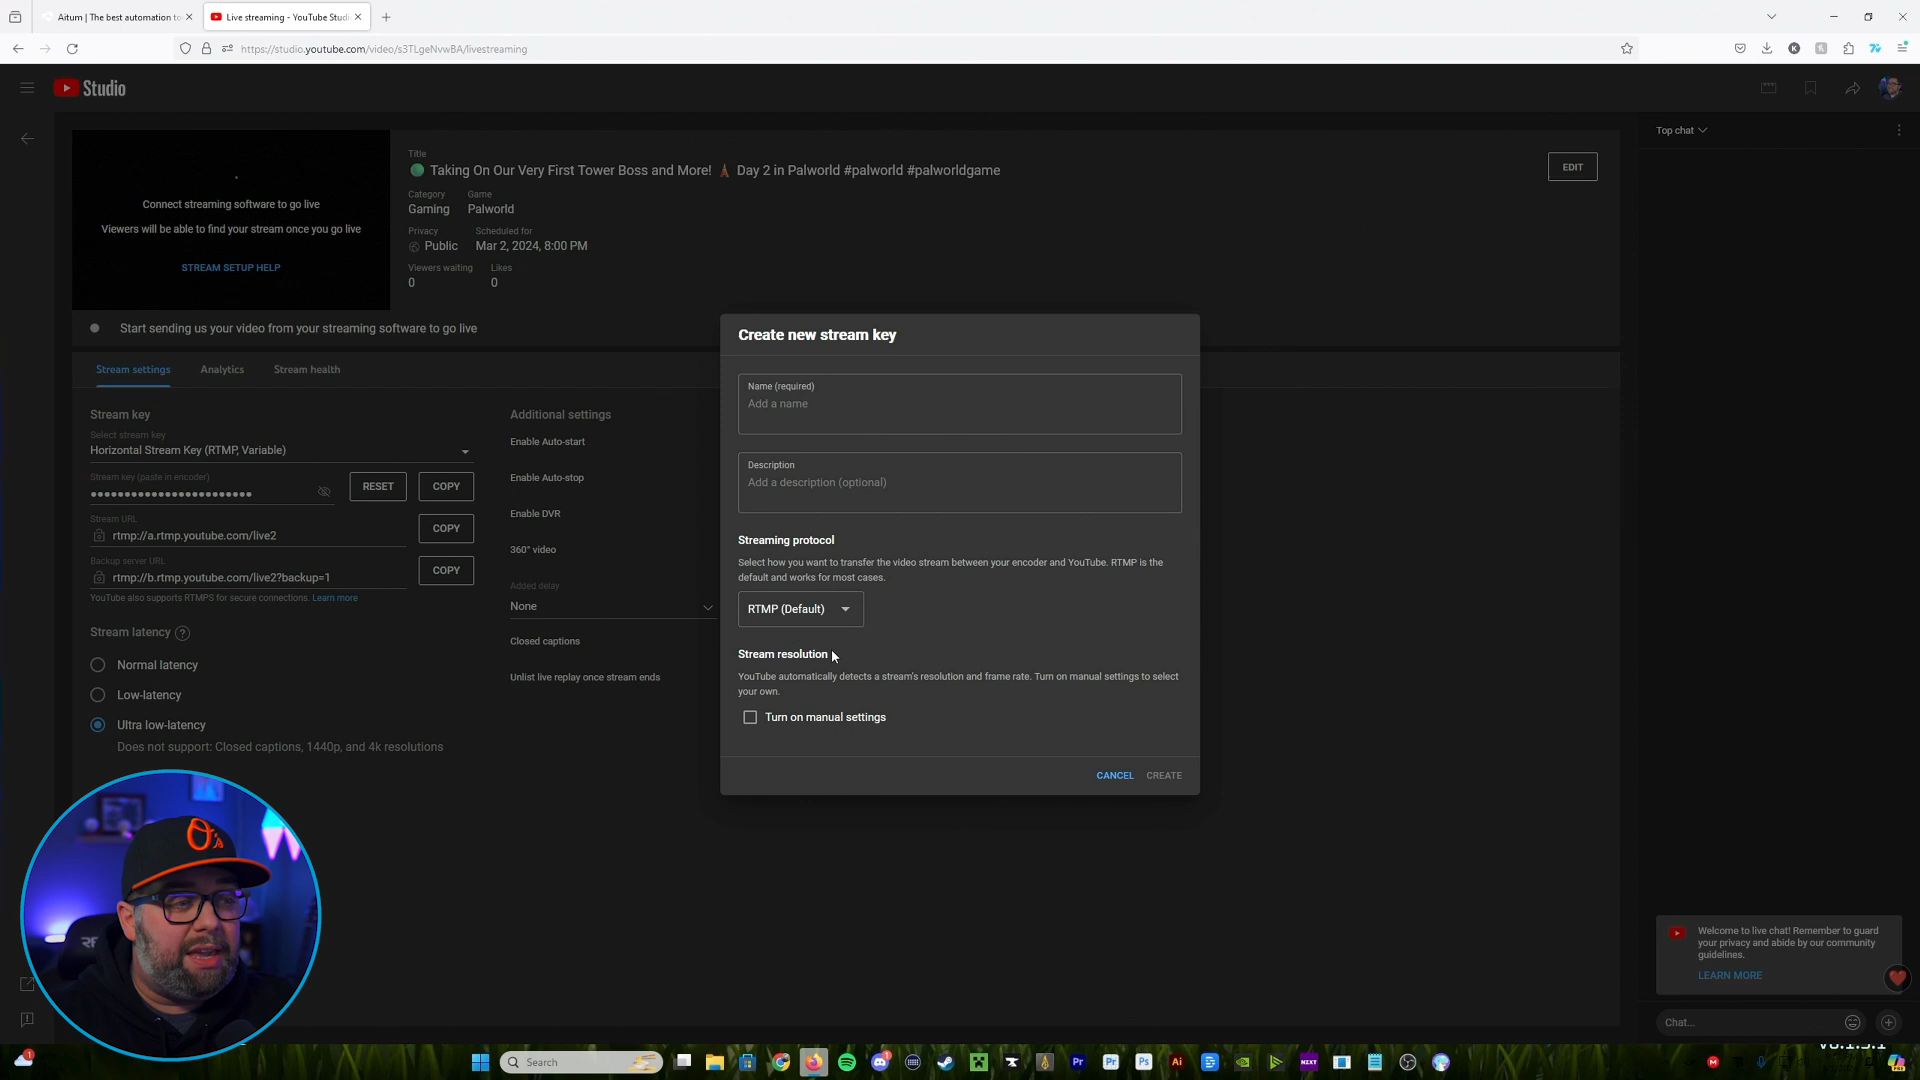 Aitum | The best automation to
Live streaming - YouTube Studi
https://studio.youtube.com/video/s3TLgeNvwBA/livestreaming
Studio
Top chat
Connect streaming software to go live
Viewers will be able to find your stream once you go live
STREAM SETUP HELP
Title
Taking On Our Very First Tower Boss and More! 🗼 Day 2 in Palworld #palworld #palworldgame
EDIT
Category Game
Gaming Palworld
Privacy Scheduled for
Public Mar 2, 2024, 8:00 PM
Viewers waiting Likes
0 0
Start sending us your video from your streaming software to go live
Stream settings Analytics Stream health
Stream key
Select stream key
Horizontal Stream Key (RTMP, Variable)
Stream key (paste in encoder)
•••••••••••••••••••••••• RESET COPY
Stream URL
rtmp://a.rtmp.youtube.com/live2 COPY
Backup server URL
rtmp://b.rtmp.youtube.com/live2?backup=1 COPY
YouTube also supports RTMPS for secure connections. Learn more
Stream latency ?
Normal latency
Low-latency
Ultra low-latency
Does not support: Closed captions, 1440p, and 4k resolutions
Additional settings
Enable Auto-start
Enable Auto-stop
Enable DVR
360° video
Added delay
None
Closed captions
Unlist live replay once stream ends
Create new stream key
Name (required)
Add a name
Description
Add a description (optional)
Streaming protocol
Select how you want to transfer the video stream between your encoder and YouTube. RTMP is the
default and works for most cases.
RTMP (Default)
Stream resolution
YouTube automatically detects a stream's resolution and frame rate. Turn on manual settings to select
your own.
Turn on manual settings
CANCEL CREATE
O's
Welcome to live chat! Remember to guard
your privacy and abide by our community
guidelines.
LEARN MORE
Chat...
Search